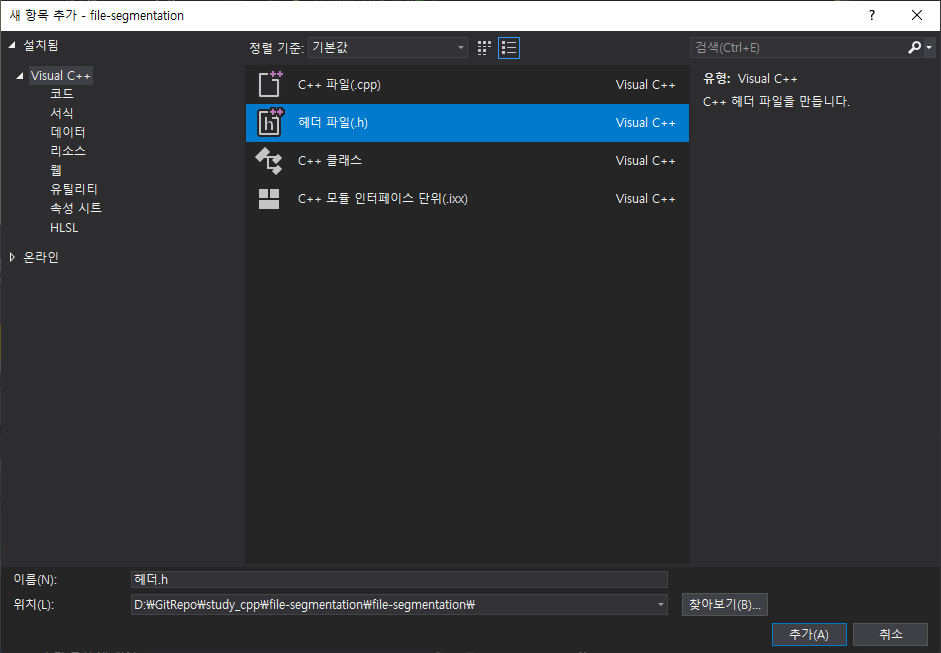 새 항목 추가 - file-segmentation
?
설치됨
Visual C++
코드
서식
데이터
리소스
웹
유틸리티
속성 시트
HLSL
온라인
정렬 기준: 기본값
C++ 파일(.cpp) Visual C++
헤더 파일(.h) Visual C++
C++ 클래스 Visual C++
C++ 모듈 인터페이스 단위(.ixx) Visual C++
검색(Ctrl+E)
유형: Visual C++
C++ 헤더 파일을 만듭니다.
이름(N): 헤더.h
위치(L): D:₩GitRepo₩study_cpp₩file-segmentation₩file-segmentation₩
찾아보기(B)...
추가(A) 취소